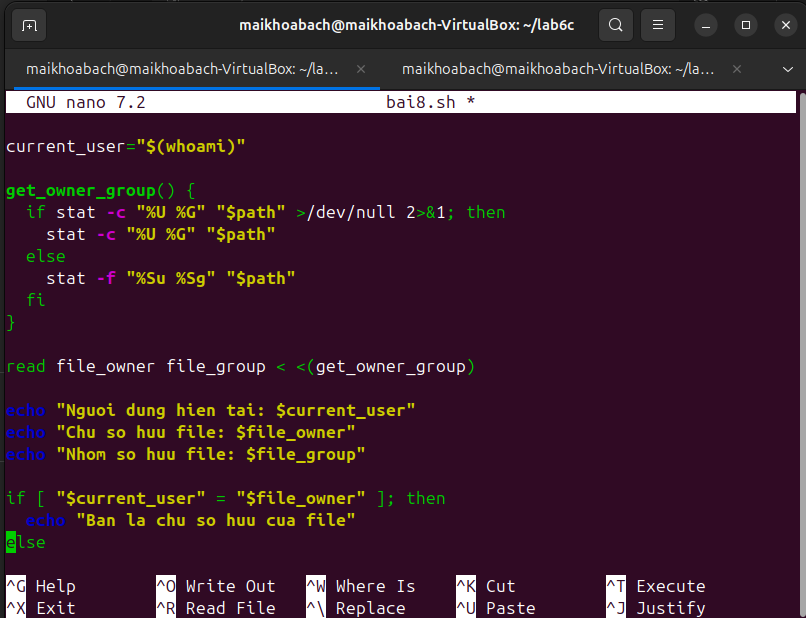 maikhoabach@maikhoabach-VirtualBox: ~/lab6c
maikhoabach@maikhoabach-VirtualBox: ~/la... × maikhoabach@maikhoabach-VirtualBox: ~/la... ×
GNU nano 7.2 bai8.sh *
current_user="$(whoami)"
get_owner_group() {
  if stat -c "%U %G" "$path" >/dev/null 2>&1; then
    stat -c "%U %G" "$path"
  else
    stat -f "%Su %Sg" "$path"
  fi
}
read file_owner file_group < <(get_owner_group)
echo "Nguoi dung hien tai: $current_user"
echo "Chu so huu file: $file_owner"
echo "Nhom so huu file: $file_group"
if [ "$current_user" = "$file_owner" ]; then
  echo "Ban la chu so huu cua file"
else
^G Help ^O Write Out ^W Where Is ^K Cut ^T Execute
^X Exit ^R Read File ^\ Replace ^U Paste ^J Justify